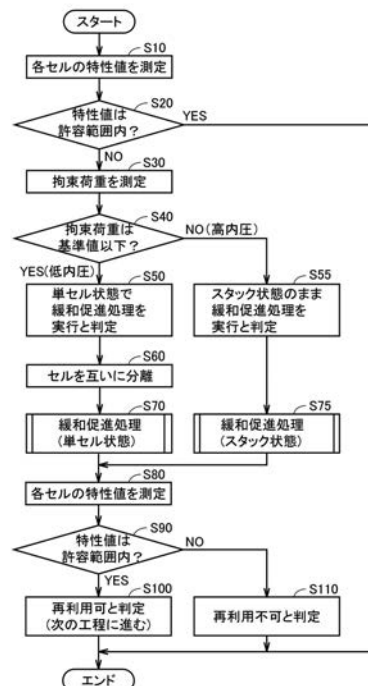 スタート
S10
各セルの特性値を測定
S20
特性値は
許容範囲内?
YES
NO
S30
拘束荷重を測定
S40
拘束荷重は
基準値以下?
NO(高内圧)
YES(低内圧)
S50
単セル状態で
緩和促進処理を
実行と判定
S55
スタック状態のまま
緩和促進処理を
実行と判定
S60
セルを互いに分離
S70
緩和促進処理
(単セル状態)
S75
緩和促進処理
(スタック状態)
S80
各セルの特性値を測定
S90
特性値は
許容範囲内?
NO
YES
S100
再利用可と判定
(次の工程に進む)
S110
再利用不可と判定
エンド